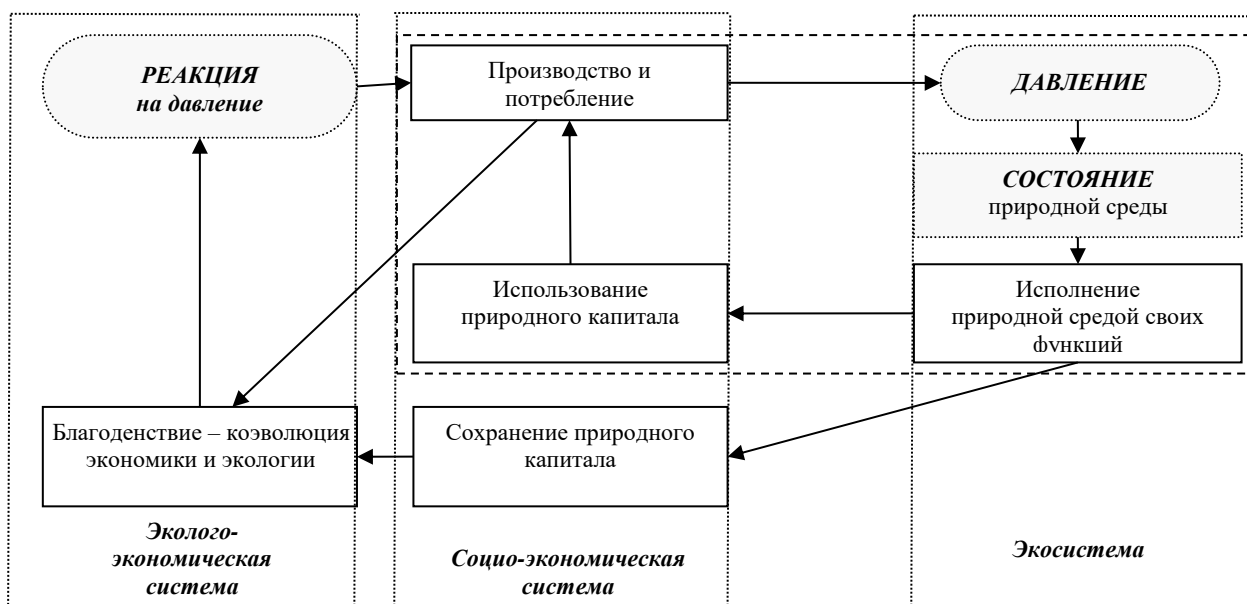 РЕАКЦИЯ
на давление
Производство и
потребление
ДАВЛЕНИЕ
СОСТОЯНИЕ
природной среды
Использование
природного капитала
Исполнение
природной средой своих
функций
Благоденствие – коэволюция
экономики и экологии
Сохранение природного
капитала
Эколого-
экономическая
система
Социо-экономическая
система
Экосистема